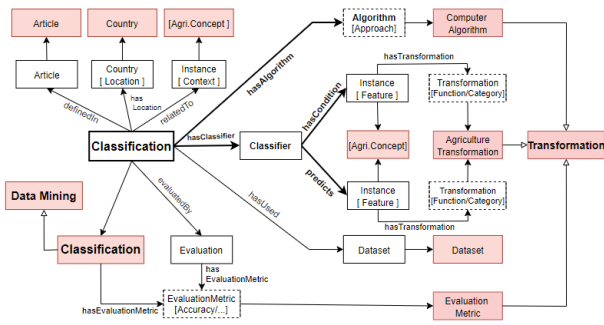 Article
Country
[Agri.Concept]
Algorithm
[Approach]
Computer
Algorithm
Article
Country
[ Location ]
Instance
[ Context ]
hasAlgorithm
hasTransformation
Instance
[ Feature ]
Transformation
[Function/Category]
definedIn
has
Location
relatedTo
hasCondition
Classification
hasClassifier
Classifier
[Agri.Concept]
Agriculture
Transformation
Transformation
predicts
Instance
[ Feature ]
Transformation
[Function/Category]
hasTransformation
Data Mining
evaluatedBy
hasUsed
Classification
Evaluation
Dataset
Dataset
has
EvaluationMetric
hasEvaluationMetric
EvaluationMetric
[Accuracy/...]
Evaluation
Metric